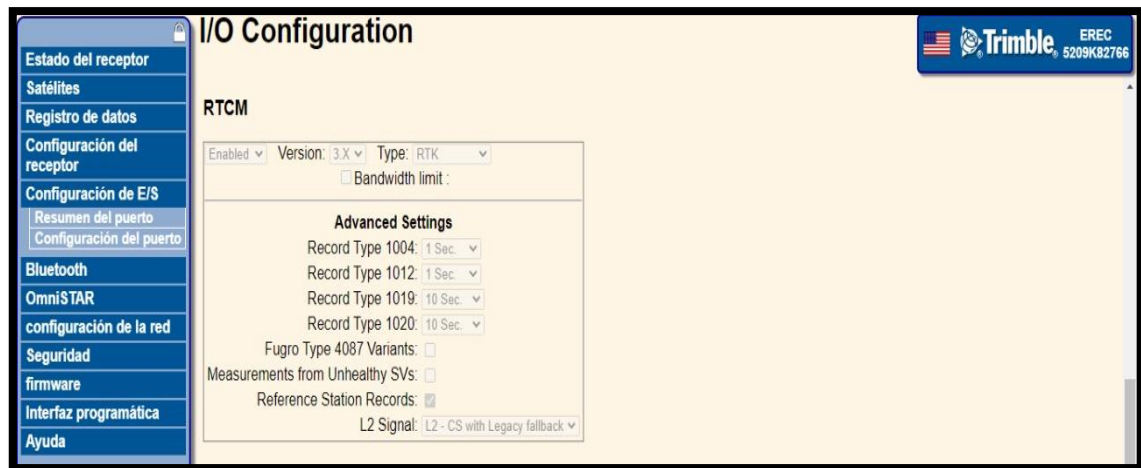 I/O Configuration
Trimble®
EREC
5209K82766
Estado del receptor
Satélites
Registro de datos
Configuración del
receptor
Configuración de E/S
Resumen del puerto
Configuración del puerto
Bluetooth
OmniSTAR
configuración de la red
Seguridad
firmware
Interfaz programática
Ayuda
RTCM
Enabled Version: 3.X Type: RTK
Bandwidth limit :
Advanced Settings
Record Type 1004: 1 Sec.
Record Type 1012: 1 Sec.
Record Type 1019: 10 Sec.
Record Type 1020: 10 Sec.
Fugro Type 4087 Variants:
Measurements from Unhealthy SVs:
Reference Station Records:
L2 Signal: L2 - CS with Legacy fallback